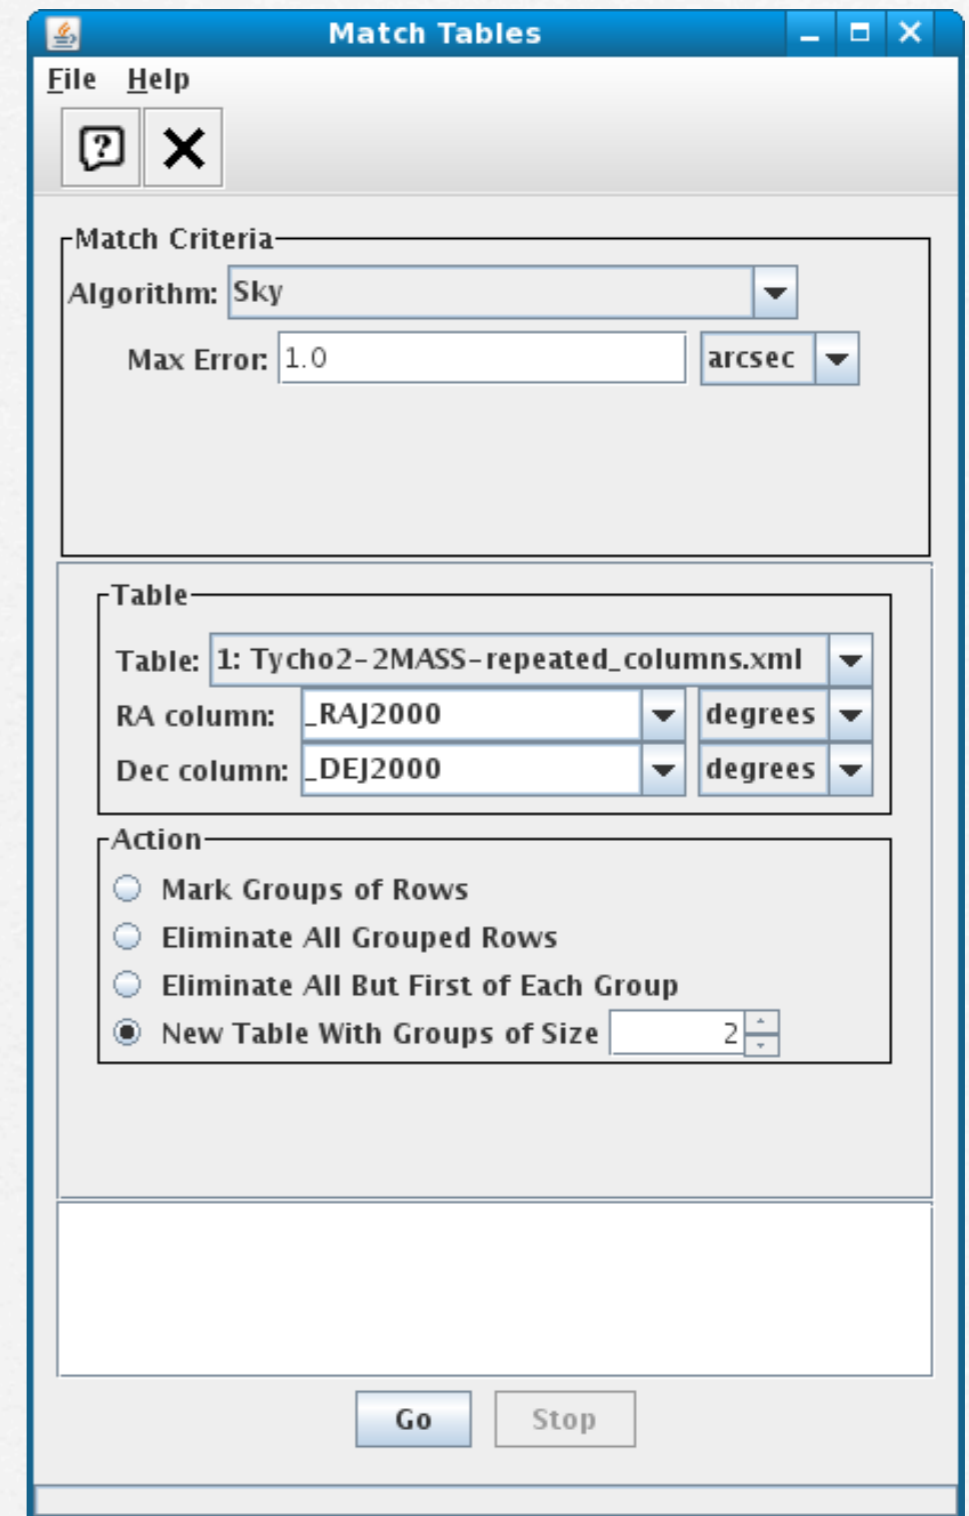 Match Tables
File Help
?
Match Criteria
Algorithm: Sky
Max Error: 1.0 arcsec
Table
Table: 1: Tycho2-2MASS-repeated_columns.xml
RA column: _RAJ2000 degrees
Dec column: _DEJ2000 degrees
Action
Mark Groups of Rows
Eliminate All Grouped Rows
Eliminate All But First of Each Group
New Table With Groups of Size 2
Go Stop